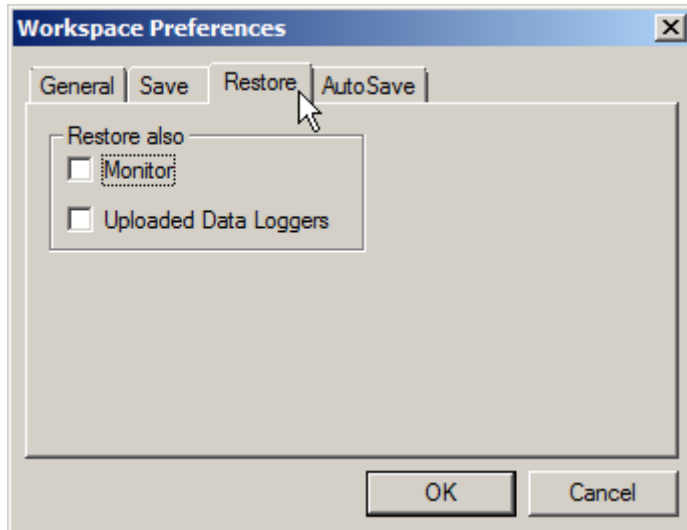 Workspace Preferences
General Save Restore AutoSave
Restore also
Monitor
Uploaded Data Loggers
OK Cancel